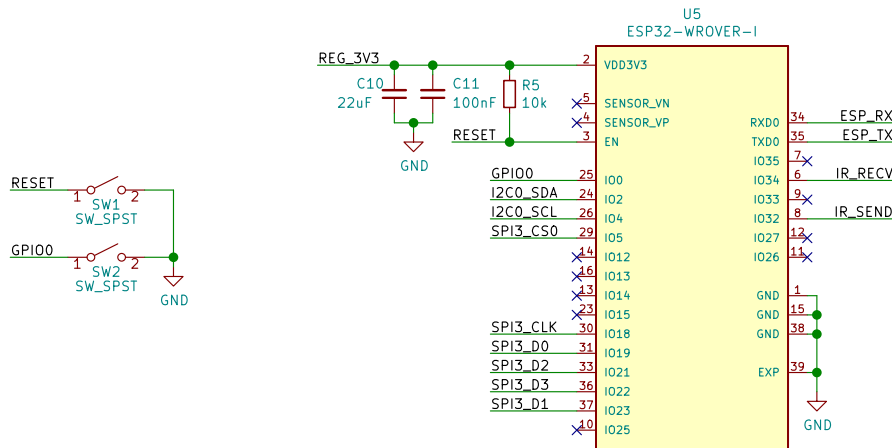 U5
ESP32-WROVER-I
REG_3V3
2 VDD3V3
C10
22uF
C11
100nF
R5
10k
5 SENSOR_VN
4 SENSOR_VP
RESET 3 EN
GND
RXD0 34 ESP_RX
TXD0 35 ESP_TX
IO35 7
GPIO0 25 IO0
IO34 6 IR_RECV
I2C0_SDA 24 IO2
IO33 9
I2C0_SCL 26 IO4
IO32 8 IR_SEND
SPI3_CS0 29 IO5
IO27 12
14 IO12
IO26 11
16 IO13
13 IO14
GND 1
23 IO15
GND 15
SPI3_CLK 30 IO18
GND 38
SPI3_D0 31 IO19
SPI3_D2 33 IO21
EXP 39
SPI3_D3 36 IO22
SPI3_D1 37 IO23
GND
10 IO25
RESET
1 2
SW1
SW_SPST
GPIO0
1 2
SW2
SW_SPST
GND